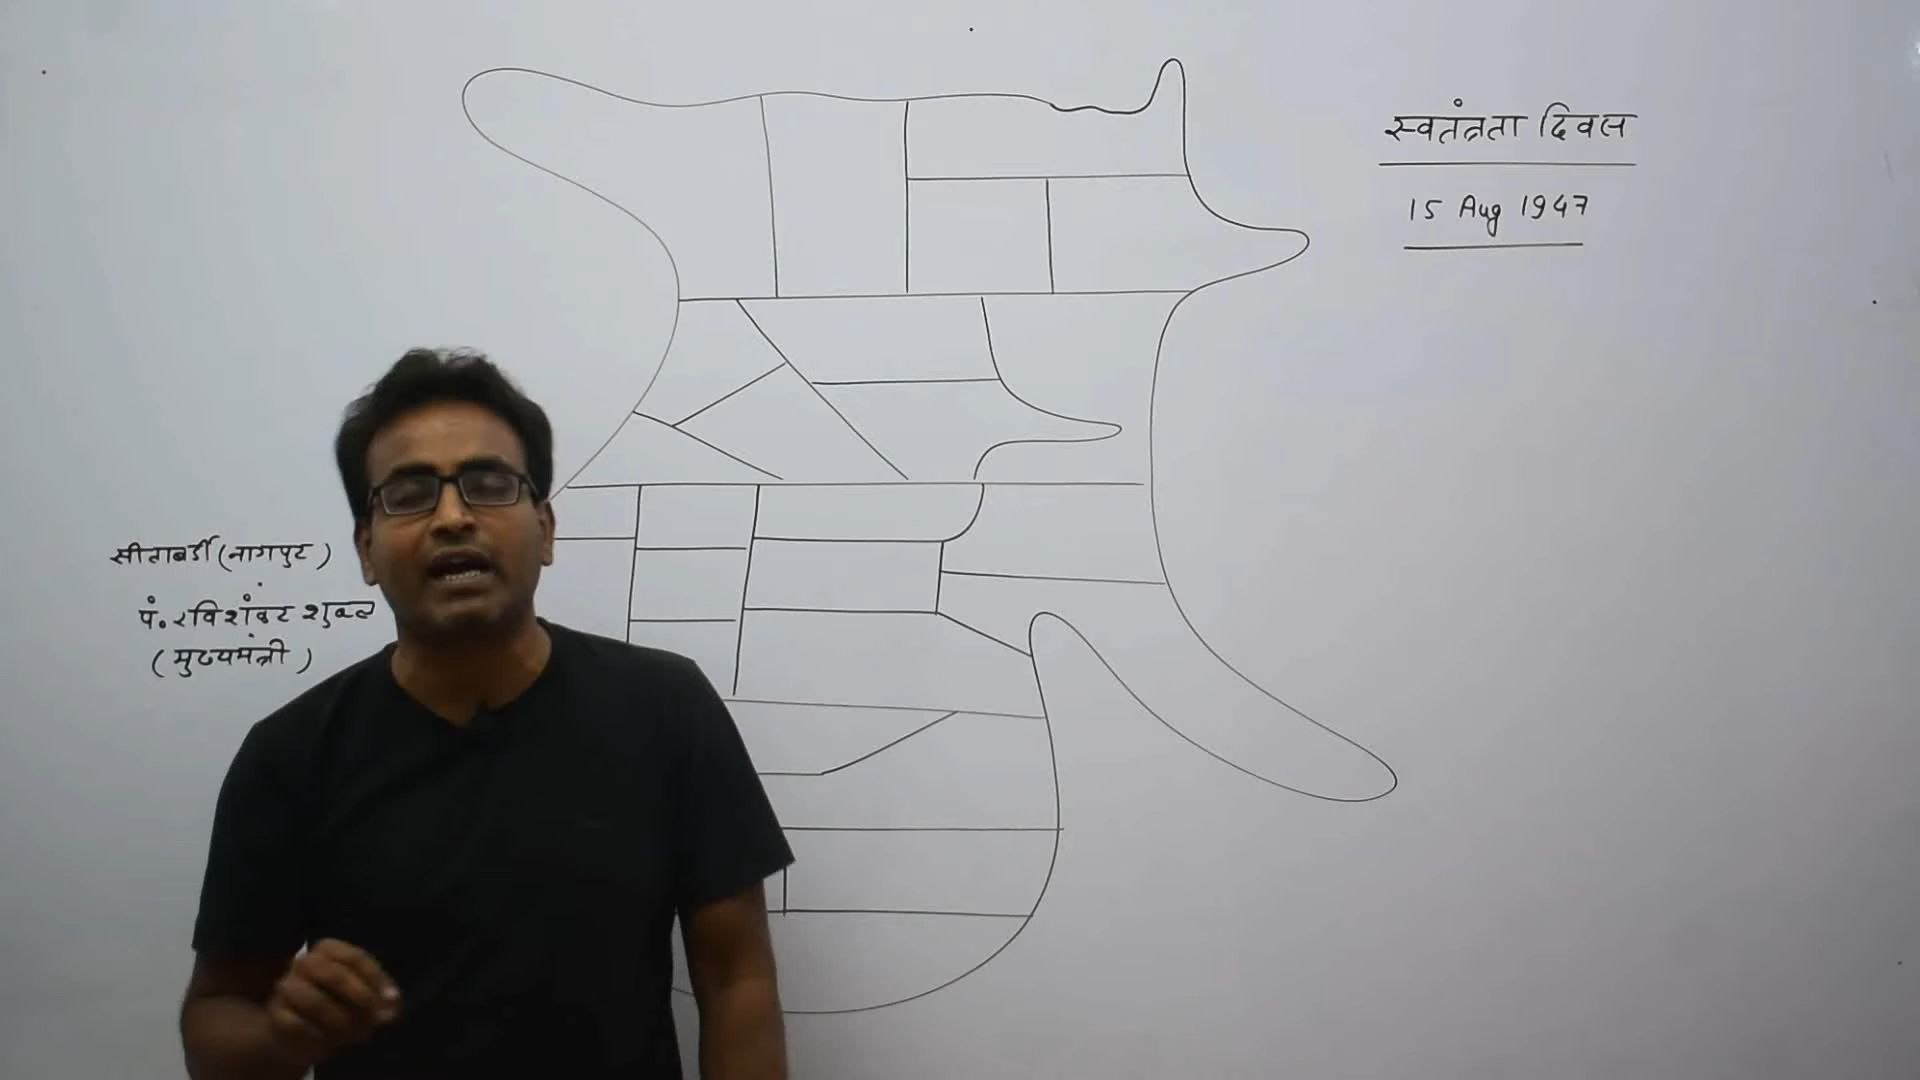 स्वतंत्रता दिवस
15 Aug 1947
सीताबर्डी (नागपुर)
पं. रविशंकर शुक्ल
(मुख्यमंत्री)